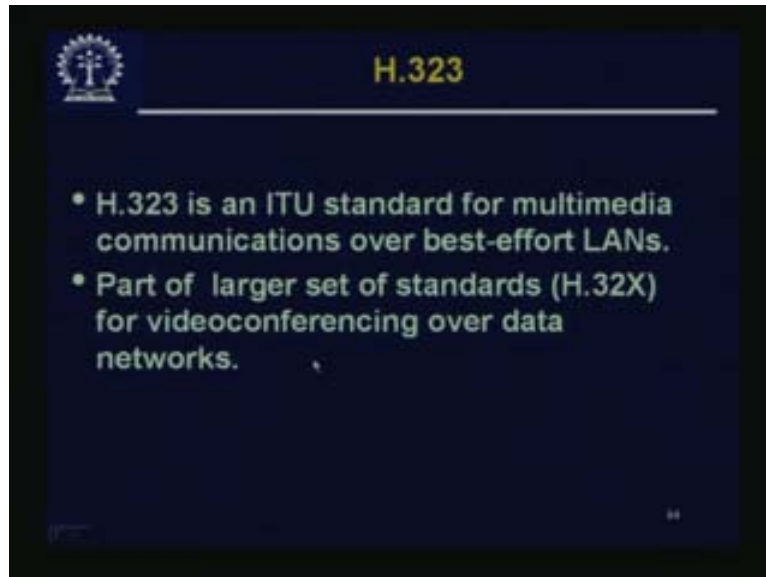 H.323
• H.323 is an ITU standard for multimedia
communications over best-effort LANs.
• Part of larger set of standards (H.32X)
for videoconferencing over data
networks.